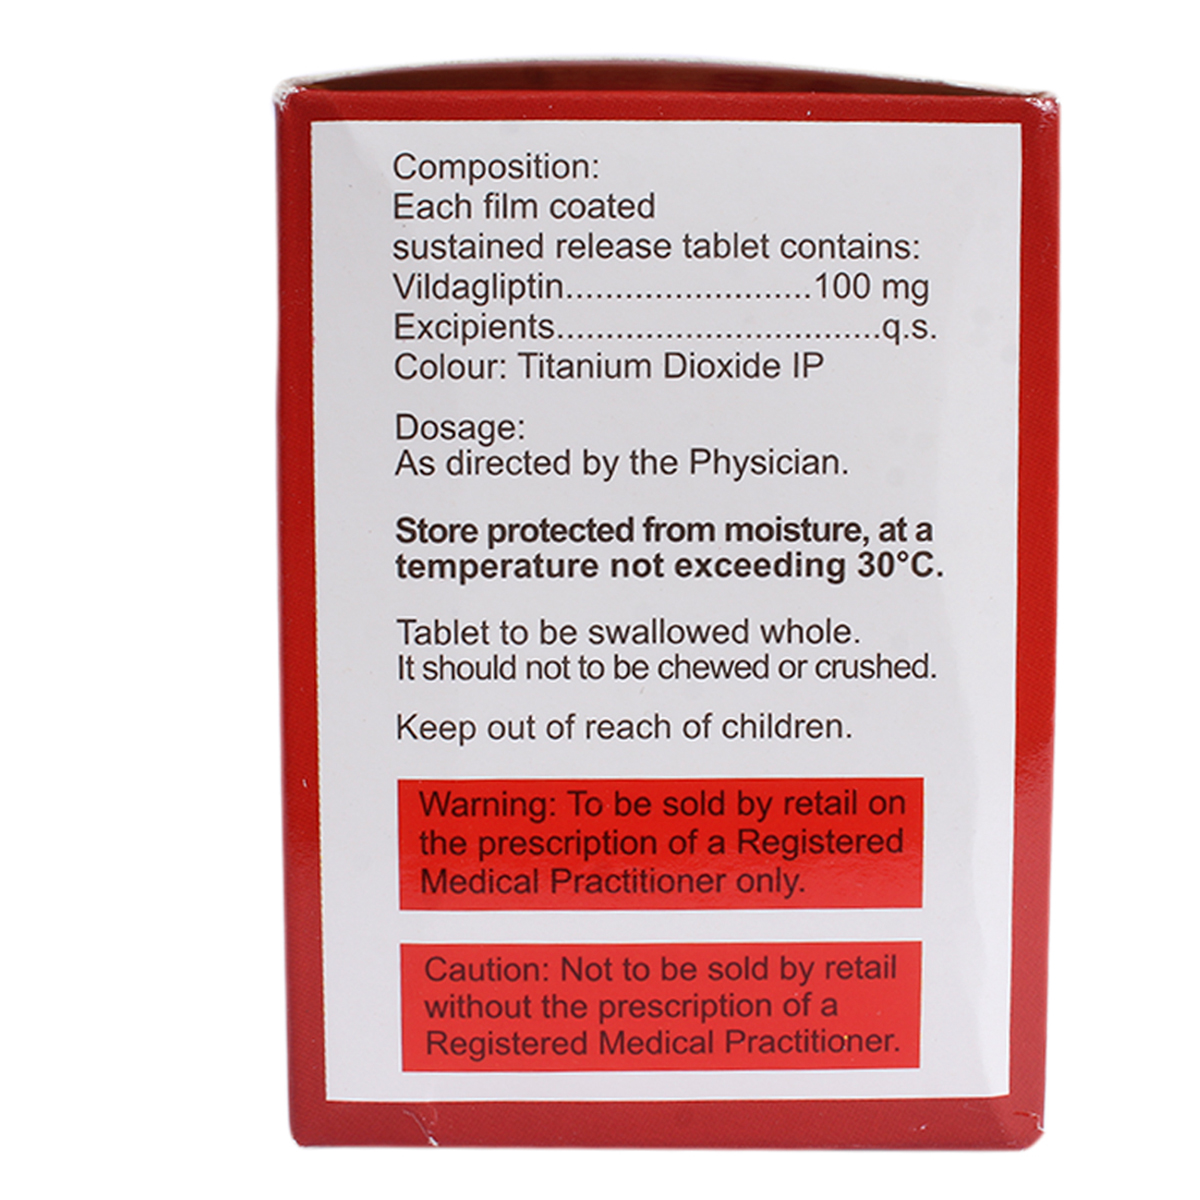 Composition:
Each film coated
sustained release tablet contains:
Vildagliptin.........................100 mg
Excipients.................................q.s.
Colour: Titanium Dioxide IP
Dosage:
As directed by the Physician.
Store protected from moisture, at a
temperature not exceeding 30°C.
Tablet to be swallowed whole.
It should not to be chewed or crushed.
Keep out of reach of children.
Warning: To be sold by retail on
the prescription of a Registered
Medical Practitioner only.
Caution: Not to be sold by retail
without the prescription of a
Registered Medical Practitioner.